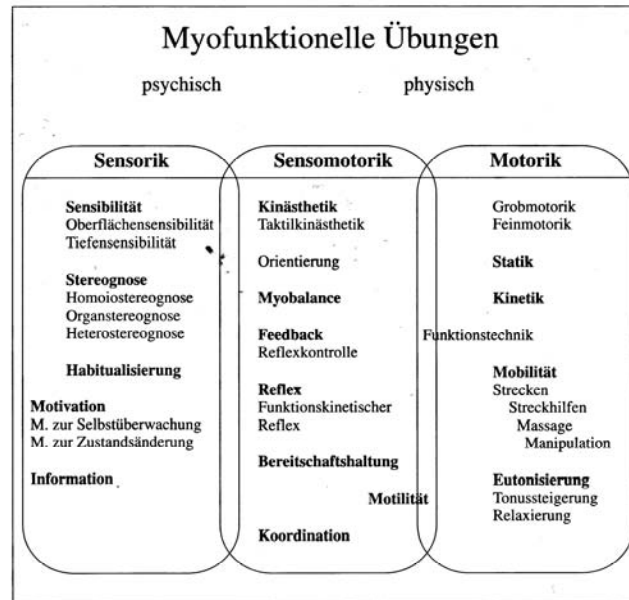 Myofunktionelle Übungen
psychisch physisch
Sensorik
Sensibilität
Oberflächensensibilität
Tiefensensibilität
Stereognose
Homoiostereognose
Organstereognose
Heterostereognose
Habitualisierung
Motivation
M. zur Selbstüberwachung
M. zur Zustandsänderung
Information
Sensomotorik
Kinästhetik
Taktilkinästhetik
Orientierung
Myobalance
Feedback
Reflexkontrolle
Reflex
Funktionskinetischer
Reflex
Bereitschaftshaltung
Motilität
Koordination
Motorik
Grobmotorik
Feinmotorik
Statik
Kinetik
Funktionstechnik
Mobilität
Strecken
Streckhilfen
Massage
Manipulation
Eutonisierung
Tonussteigerung
Relaxierung